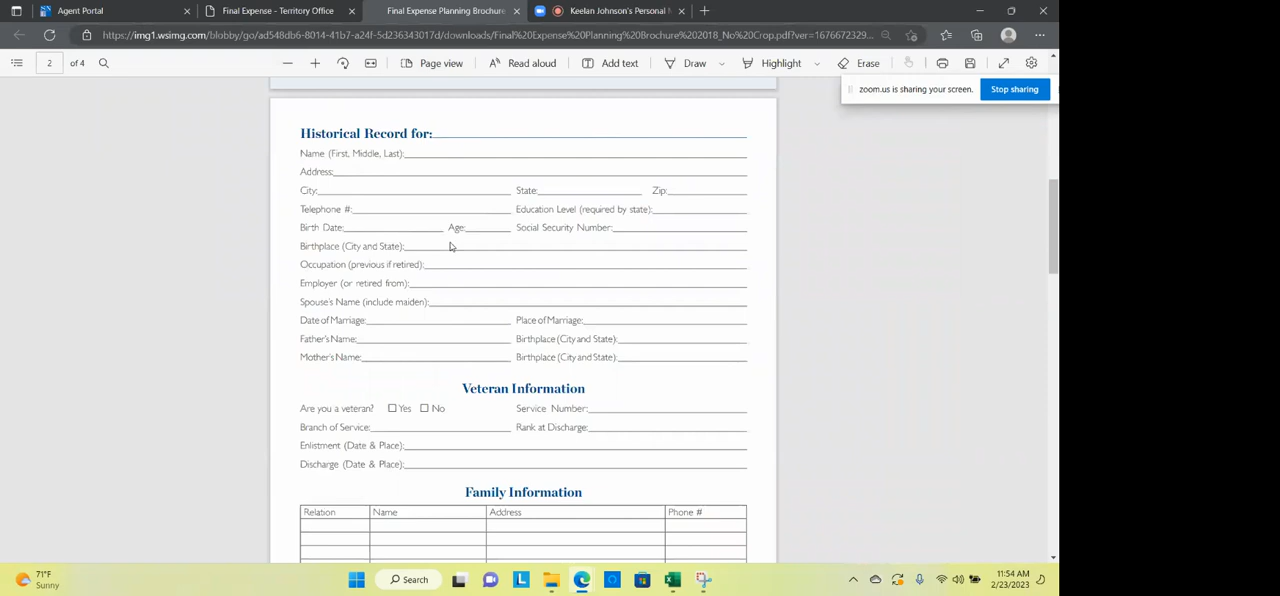 Agent Portal
Final Expense - Territory Office
Final Expense Planning Brochure
Keelan Johnson's Personal
https://img1.wsimg.com/blobby/go/ad548db6-8014-41b7-a24f-5d236343017d/downloads/Final%20Expense%20Planning%20Brochure%202018_No%20Crop.pdf?ver=1676672329...
2 of 4 Page view Read aloud Add text Draw Highlight Erase
zoom.us is sharing your screen. Stop sharing
Historical Record for:
Name (First, Middle, Last):
Address:
City: State: Zip:
Telephone #: Education Level (required by state):
Birth Date: Age: Social Security Number:
Birthplace (City and State):
Occupation (previous if retired):
Employer (or retired from):
Spouse's Name (include maiden):
Date of Marriage: Place of Marriage:
Father's Name: Birthplace (City and State):
Mother's Name: Birthplace (City and State):
Veteran Information
Are you a veteran? Yes No Service Number:
Branch of Service: Rank at Discharge:
Enlistment (Date & Place):
Discharge (Date & Place):
Family Information
Relation Name Address Phone #
71°F
Sunny
Search
11:54 AM
2/23/2023